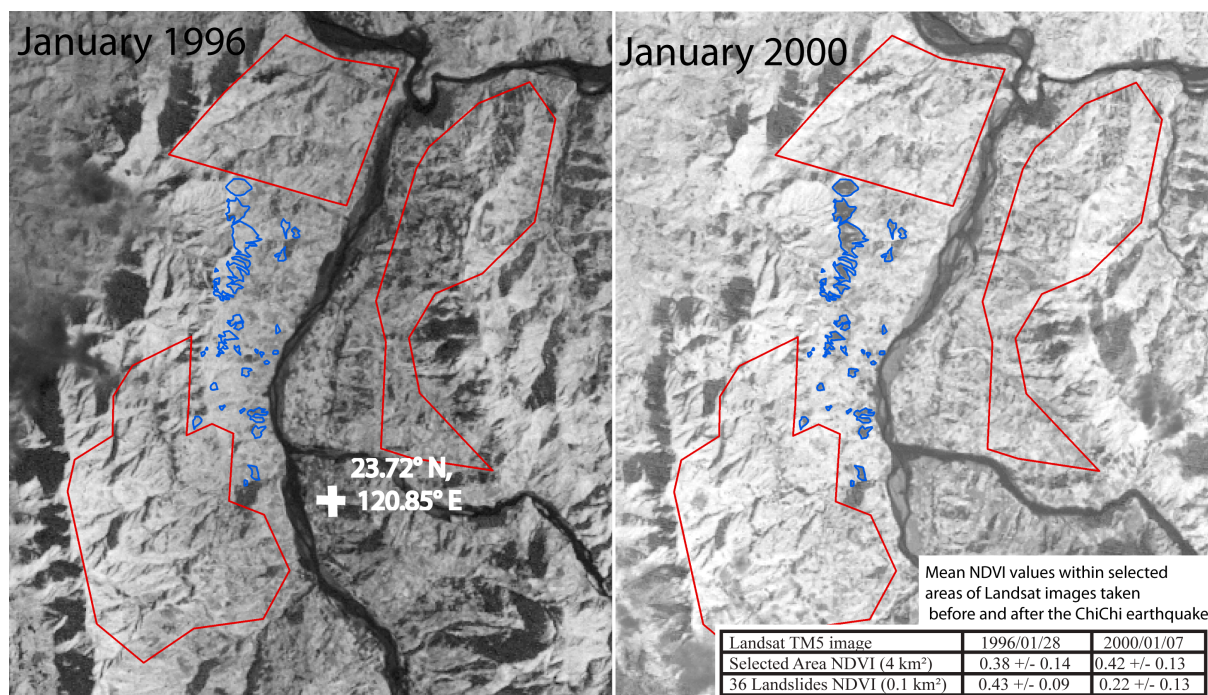 January 1996
January 2000
23.72° N,
120.85° E
Mean NDVI values within selected
areas of Landsat images taken
before and after the ChiChi earthquake
Landsat TM5 image 1996/01/28 2000/01/07
Selected Area NDVI (4 km²) 0.38 +/- 0.14 0.42 +/- 0.13
36 Landslides NDVI (0.1 km²) 0.43 +/- 0.09 0.22 +/- 0.13